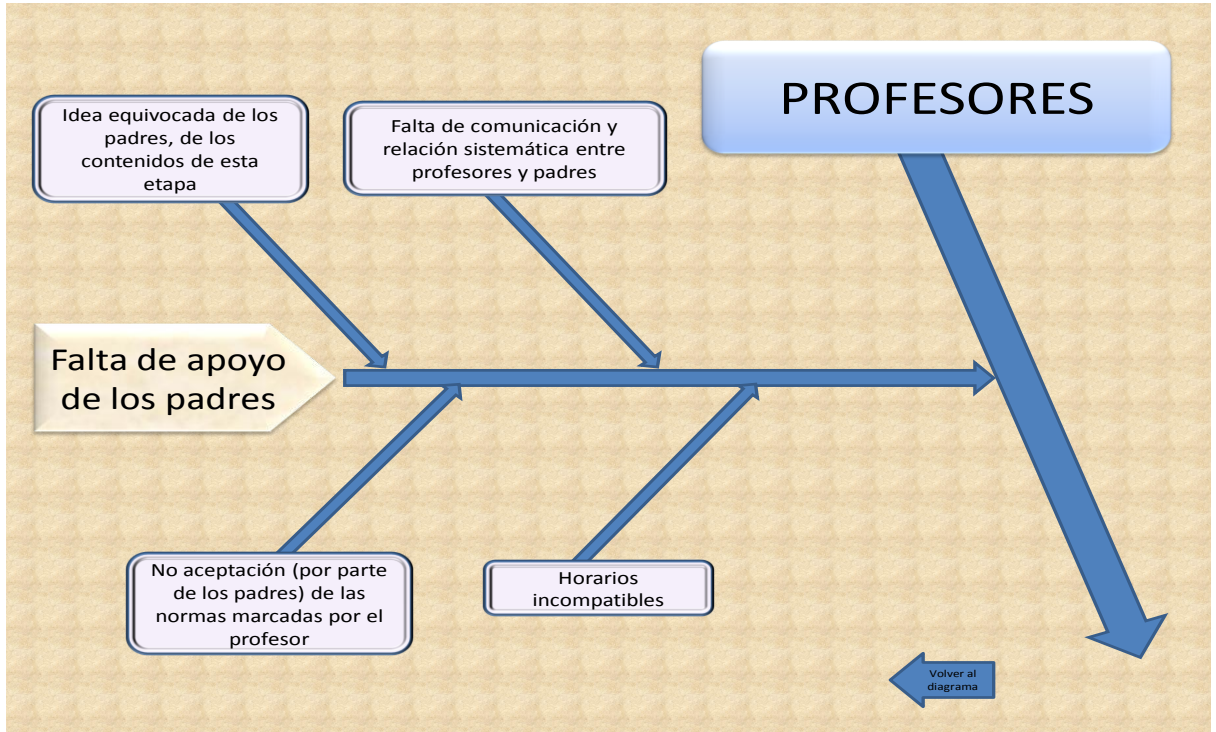 PROFESORES
Idea equivocada de los
padres, de los
contenidos de esta
etapa
Falta de comunicación y
relación sistemática entre
profesores y padres
Falta de apoyo
de los padres
No aceptación (por parte
de los padres) de las
normas marcadas por el
profesor
Horarios
incompatibles
Volver al
diagrama